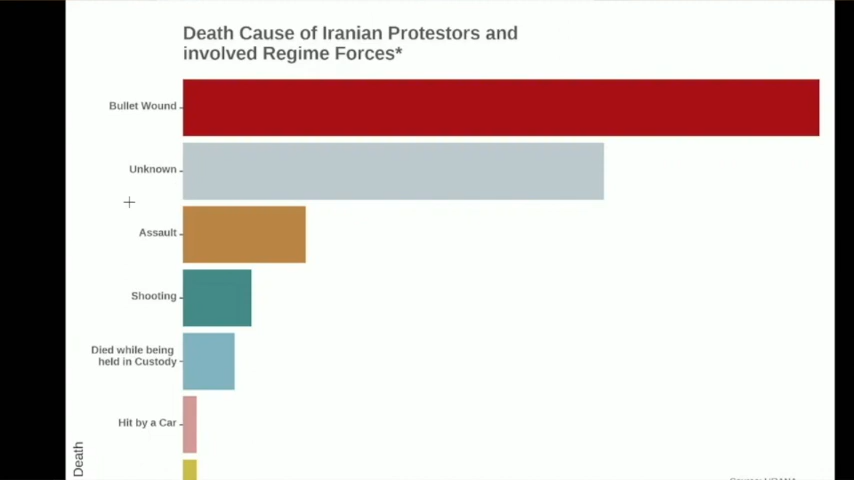 Death Cause of Iranian Protestors and
involved Regime Forces*
Bullet Wound
Unknown
Assault
Shooting
Died while being
held in Custody
Hit by a Car
Death